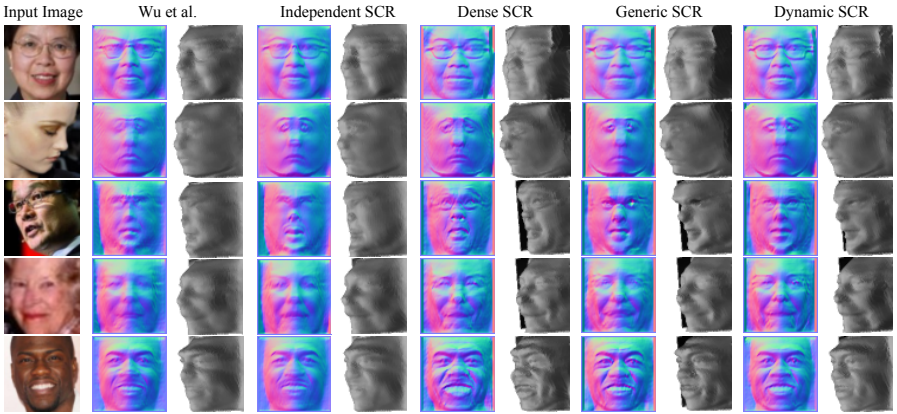 Input Image Wu et al. Independent SCR Dense SCR Generic SCR Dynamic SCR